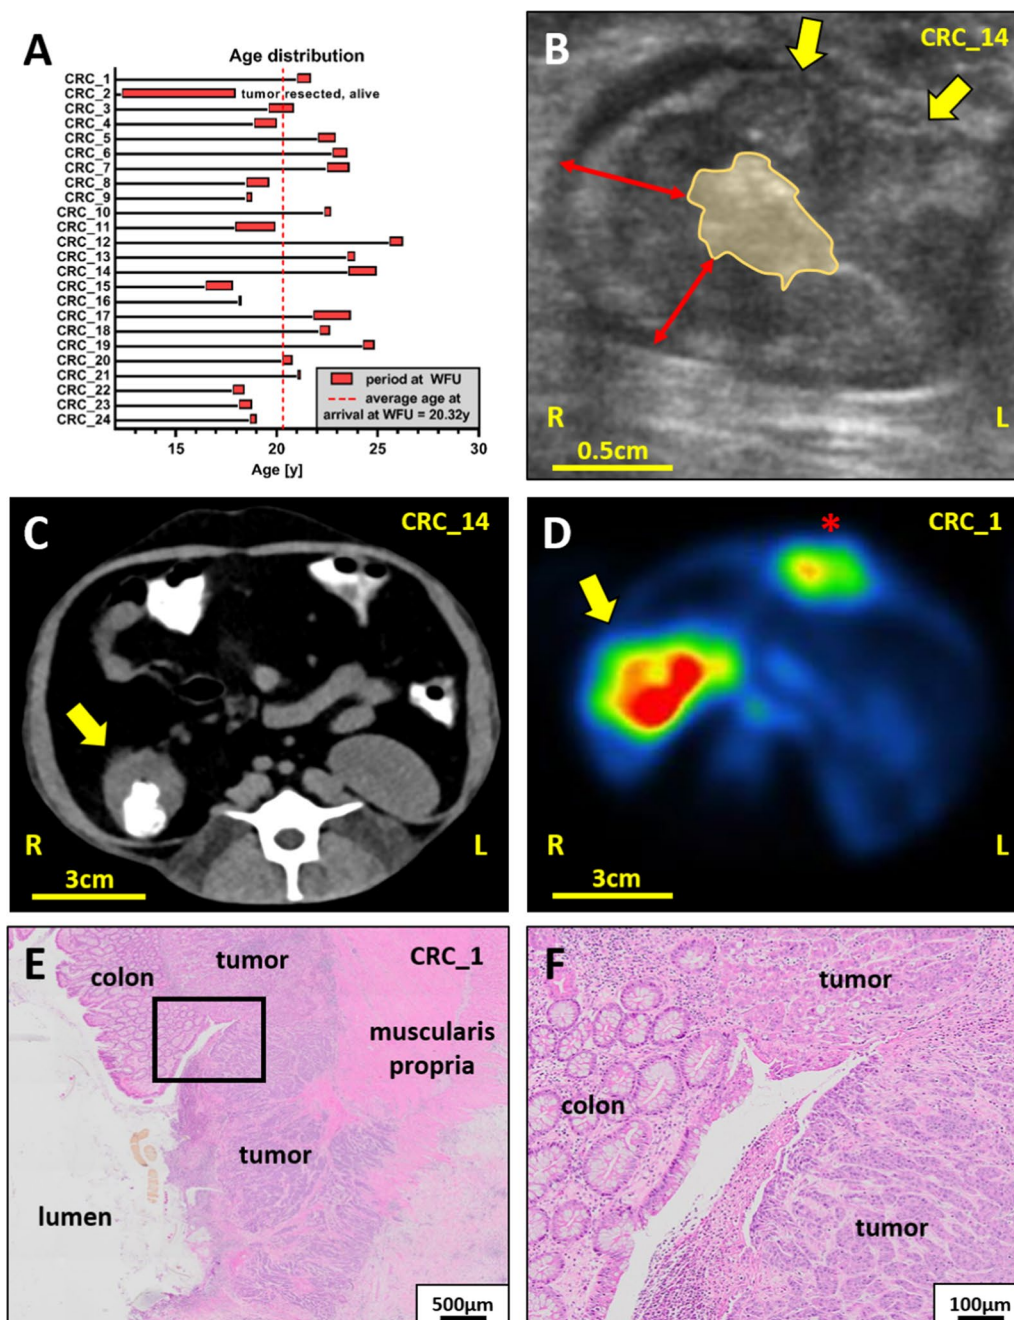 A
Age distribution
CRC_1
CRC_2
tumor resected, alive
CRC_3
CRC_4
CRC_5
CRC_6
CRC_7
CRC_8
CRC_9
CRC_10
CRC_11
CRC_12
CRC_13
CRC_14
CRC_15
CRC_16
CRC_17
CRC_18
CRC_19
CRC_20
CRC_21
CRC_22
CRC_23
CRC_24
period at WFU
average age at
arrival at WFU = 20.32y
15 20 25 30
Age [y]
B
CRC_14
R
L
0.5cm
C
CRC_14
R
L
3cm
D
*
CRC_1
R
L
3cm
E
CRC_1
colon
tumor
muscularis
propria
tumor
lumen
500µm
F
tumor
colon
tumor
100µm